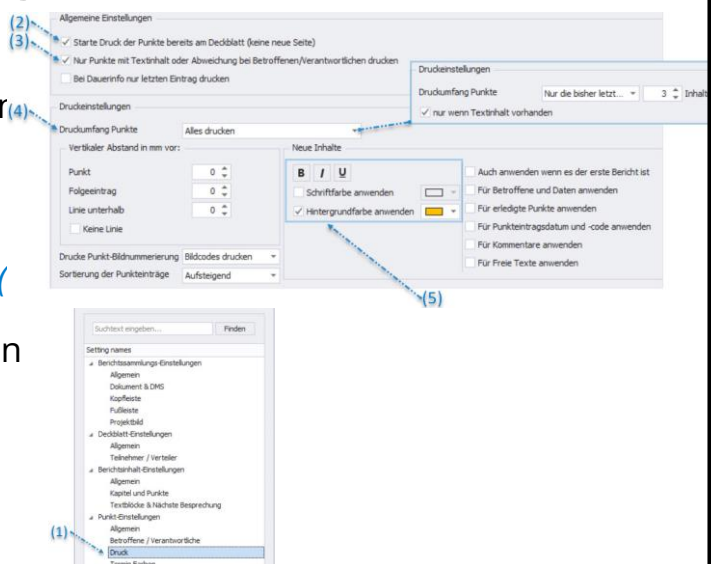 Allgemeine Einstellungen
(2)
Starte Druck der Punkte bereits am Deckblatt (keine neue Seite)
(3)
Nur Punkte mit Textinhalt oder Abweichung bei Betroffenen/Verantwortlichen drucken
Bei Dauerinfo nur letzten Eintrag drucken
Druckeinstellungen
Druckumfang Punkte Nur die bisher letzt... 3 Inhalt
nur wenn Textinhalt vorhanden
r
(4)
Druckeinstellungen
Druckumfang Punkte Alles drucken
Vertikaler Abstand in mm vor:
Punkt 0
Folgeeintrag 0
Linie unterhalb 0
Keine Linie
Drucke Punkt-Bildnummerierung Bildcodes drucken
Sortierung der Punkteinträge Aufsteigend
Neue Inhalte
B I U
Schriftfarbe anwenden
Hintergrundfarbe anwenden
Auch anwenden wenn es der erste Bericht ist
Für Betroffene und Daten anwenden
Für erledigte Punkte anwenden
Für Punkteintragsdatum und -code anwenden
Für Kommentare anwenden
Für Freie Texte anwenden
(5)
(
n
Suchtext eingeben... Finden
Setting names
Berichtssammlungs-Einstellungen
Allgemein
Dokument & DMS
Kopfleiste
Fußleiste
Projektbild
Deckblatt-Einstellungen
Allgemein
Teilnehmer / Verteiler
Berichtsinhalt-Einstellungen
Allgemein
Kapitel und Punkte
Textblöcke & Nächste Besprechung
Punkt-Einstellungen
Allgemein
Betroffene / Verantwortliche
(1)
Druck